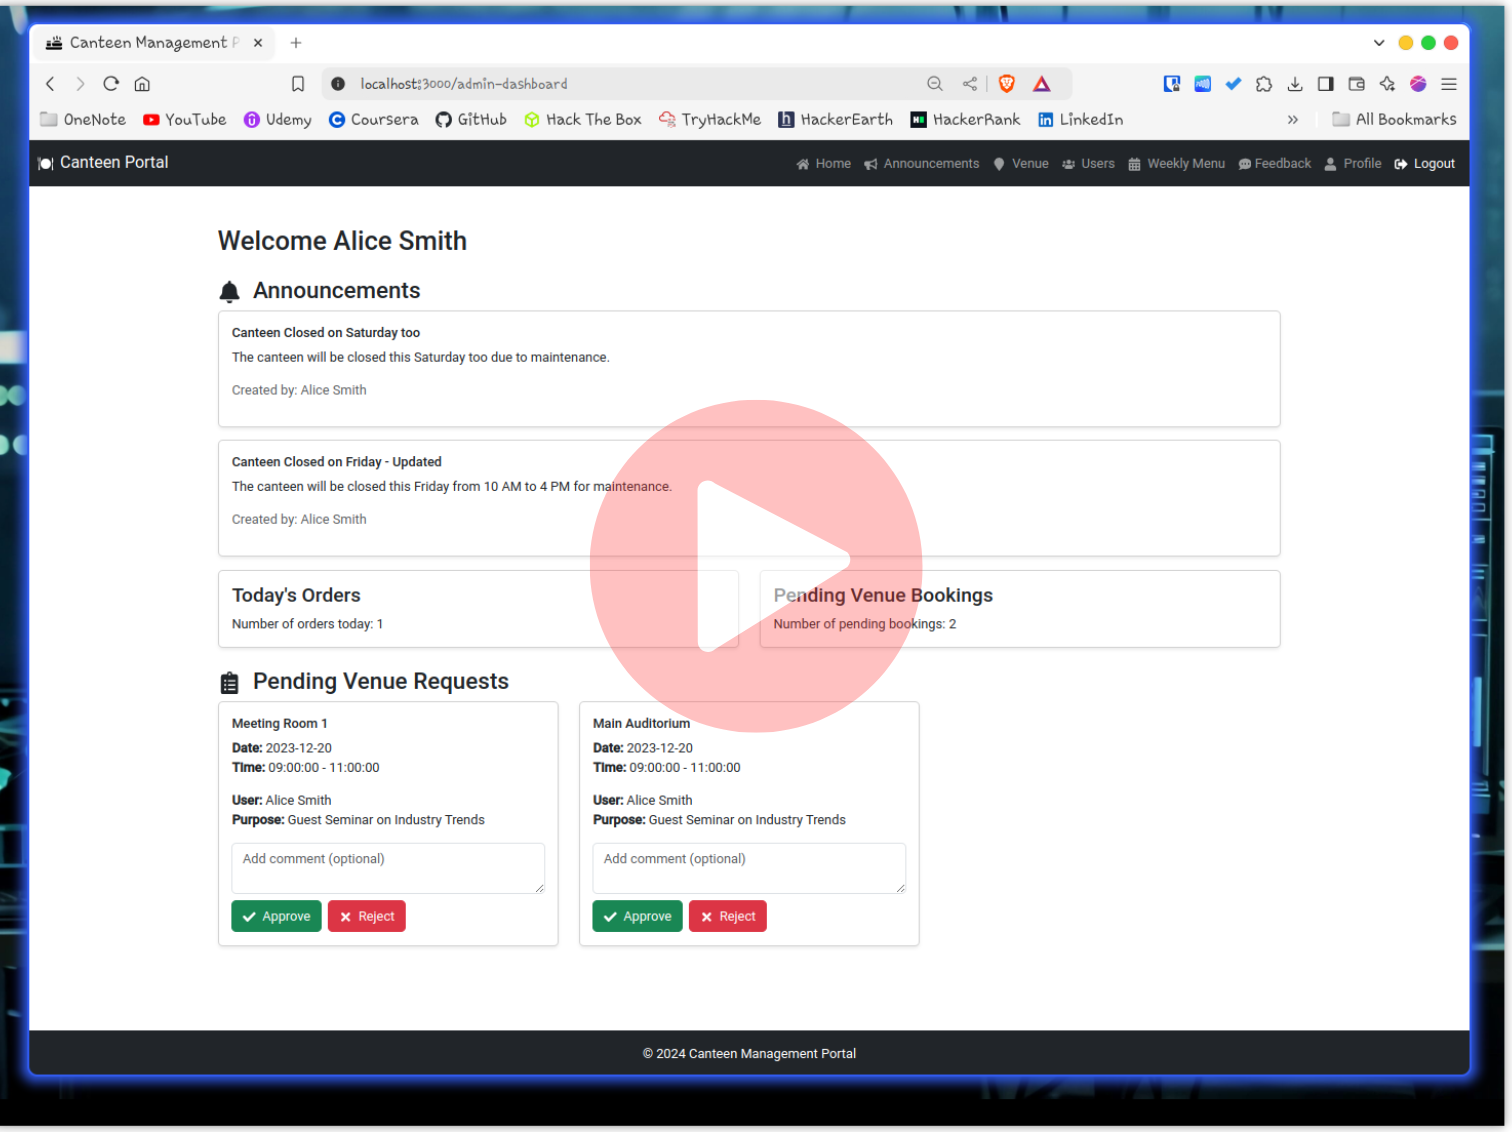 Canteen Management P
localhost:3000/admin-dashboard
OneNote YouTube Udemy Coursera GitHub Hack The Box TryHackMe HackerEarth HackerRank LinkedIn » All Bookmarks
Canteen Portal Home Announcements Venue Users Weekly Menu Feedback Profile Logout
Welcome Alice Smith
Announcements
Canteen Closed on Saturday too
The canteen will be closed this Saturday too due to maintenance.
Created by: Alice Smith
Canteen Closed on Friday - Updated
The canteen will be closed this Friday from 10 AM to 4 PM for maintenance.
Created by: Alice Smith
Today's Orders
Number of orders today: 1
Pending Venue Bookings
Number of pending bookings: 2
Pending Venue Requests
Meeting Room 1
Date: 2023-12-20
Time: 09:00:00 - 11:00:00
User: Alice Smith
Purpose: Guest Seminar on Industry Trends
Add comment (optional)
Approve Reject
Main Auditorium
Date: 2023-12-20
Time: 09:00:00 - 11:00:00
User: Alice Smith
Purpose: Guest Seminar on Industry Trends
Add comment (optional)
Approve Reject
© 2024 Canteen Management Portal